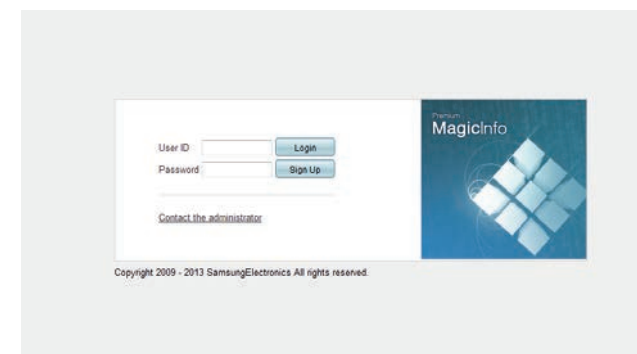 Premium
MagicInfo
User ID
Login
Password
Sign Up
Contact the administrator
Copyright 2009 - 2013 SamsungElectronics All rights reserved.